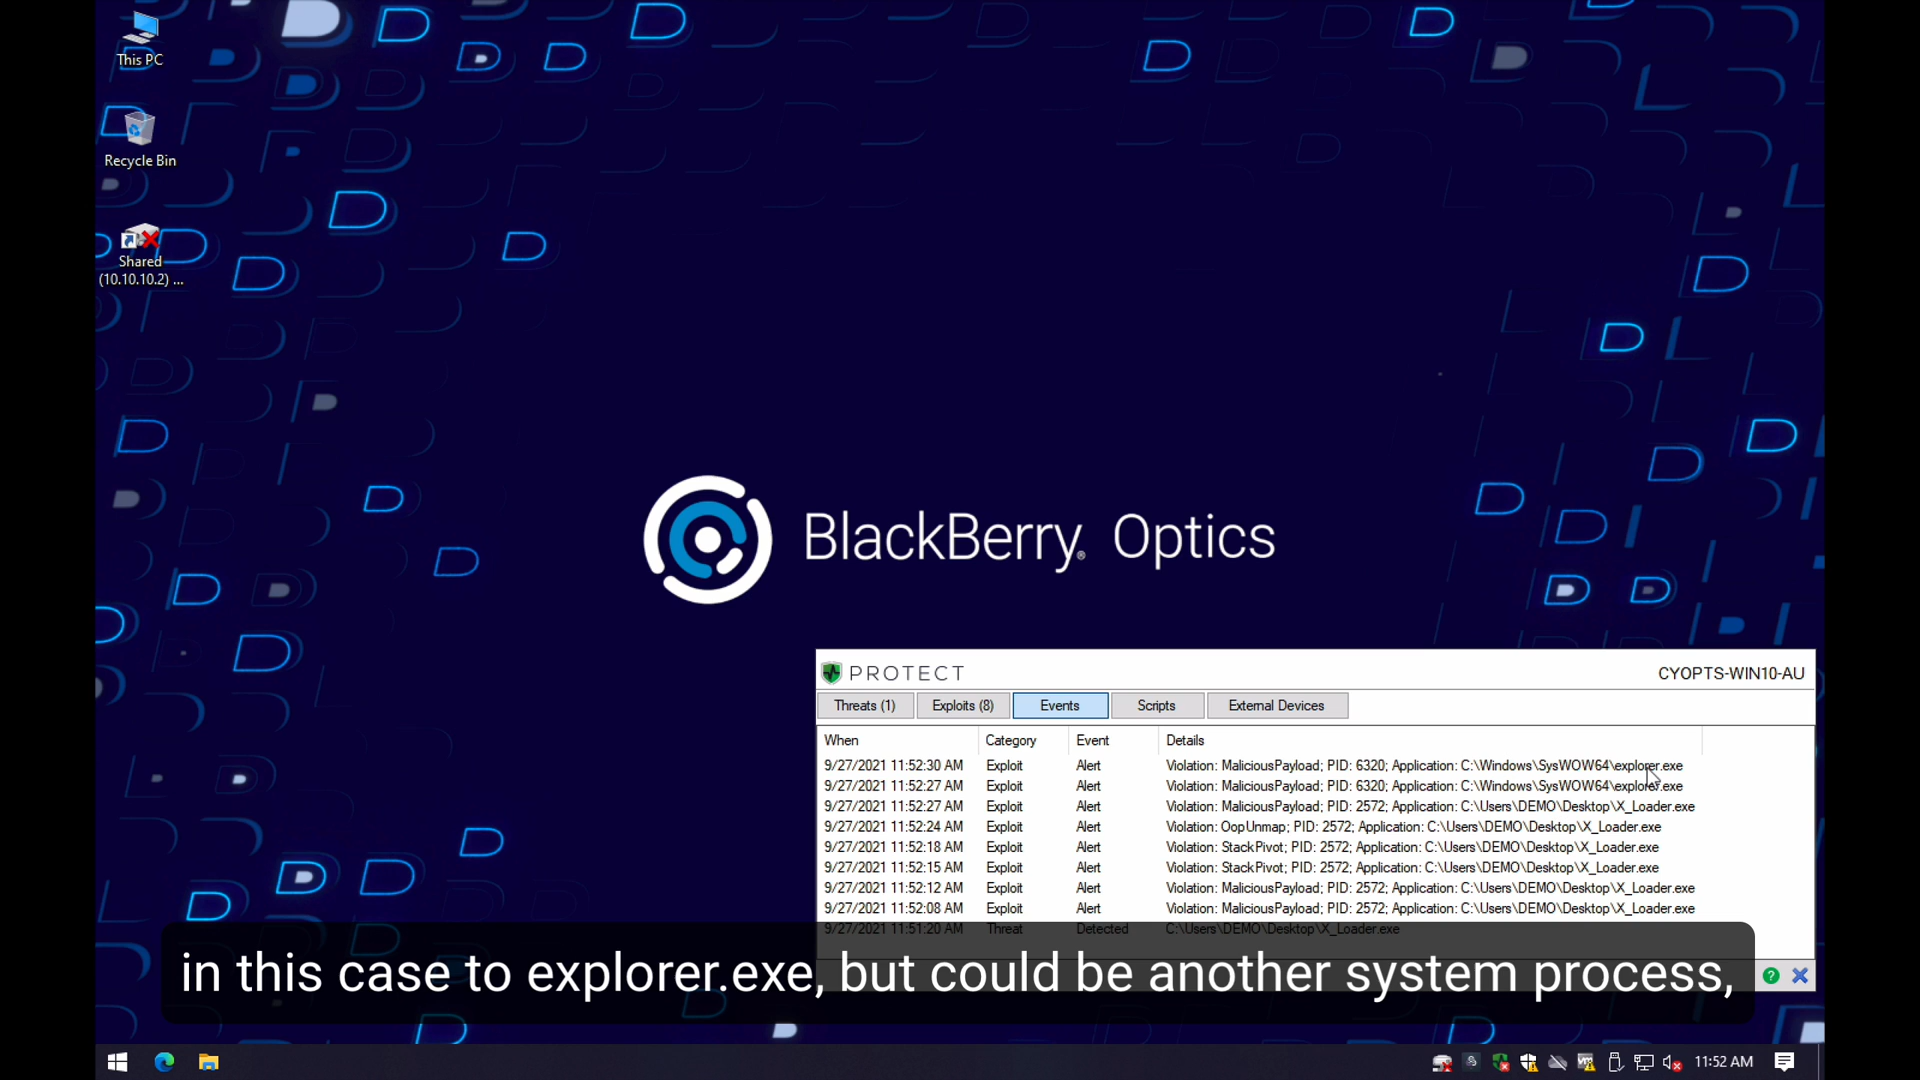 This PC
Recycle Bin
Shared
(10.10.10.2) ...
BlackBerry® Optics
PROTECT
CYOPTS-WIN10-AU
Threats (1) Exploits (8) Events Scripts External Devices
When Category Event Details
9/27/2021 11:52:30 AM Exploit Alert Violation: MaliciousPayload; PID: 6320; Application: C:\Windows\SysWOW64\explorer.exe
9/27/2021 11:52:27 AM Exploit Alert Violation: MaliciousPayload; PID: 6320; Application: C:\Windows\SysWOW64\explorer.exe
9/27/2021 11:52:27 AM Exploit Alert Violation: MaliciousPayload; PID: 2572; Application: C:\Users\DEMO\Desktop\X_Loader.exe
9/27/2021 11:52:24 AM Exploit Alert Violation: OopUnmap; PID: 2572; Application: C:\Users\DEMO\Desktop\X_Loader.exe
9/27/2021 11:52:18 AM Exploit Alert Violation: StackPivot; PID: 2572; Application: C:\Users\DEMO\Desktop\X_Loader.exe
9/27/2021 11:52:15 AM Exploit Alert Violation: StackPivot; PID: 2572; Application: C:\Users\DEMO\Desktop\X_Loader.exe
9/27/2021 11:52:12 AM Exploit Alert Violation: MaliciousPayload; PID: 2572; Application: C:\Users\DEMO\Desktop\X_Loader.exe
9/27/2021 11:52:08 AM Exploit Alert Violation: MaliciousPayload; PID: 2572; Application: C:\Users\DEMO\Desktop\X_Loader.exe
9/27/2021 11:51:20 AM Threat Detected C:\Users\DEMO\Desktop\X_Loader.exe
in this case to explorer.exe, but could be another system process,
11:52 AM